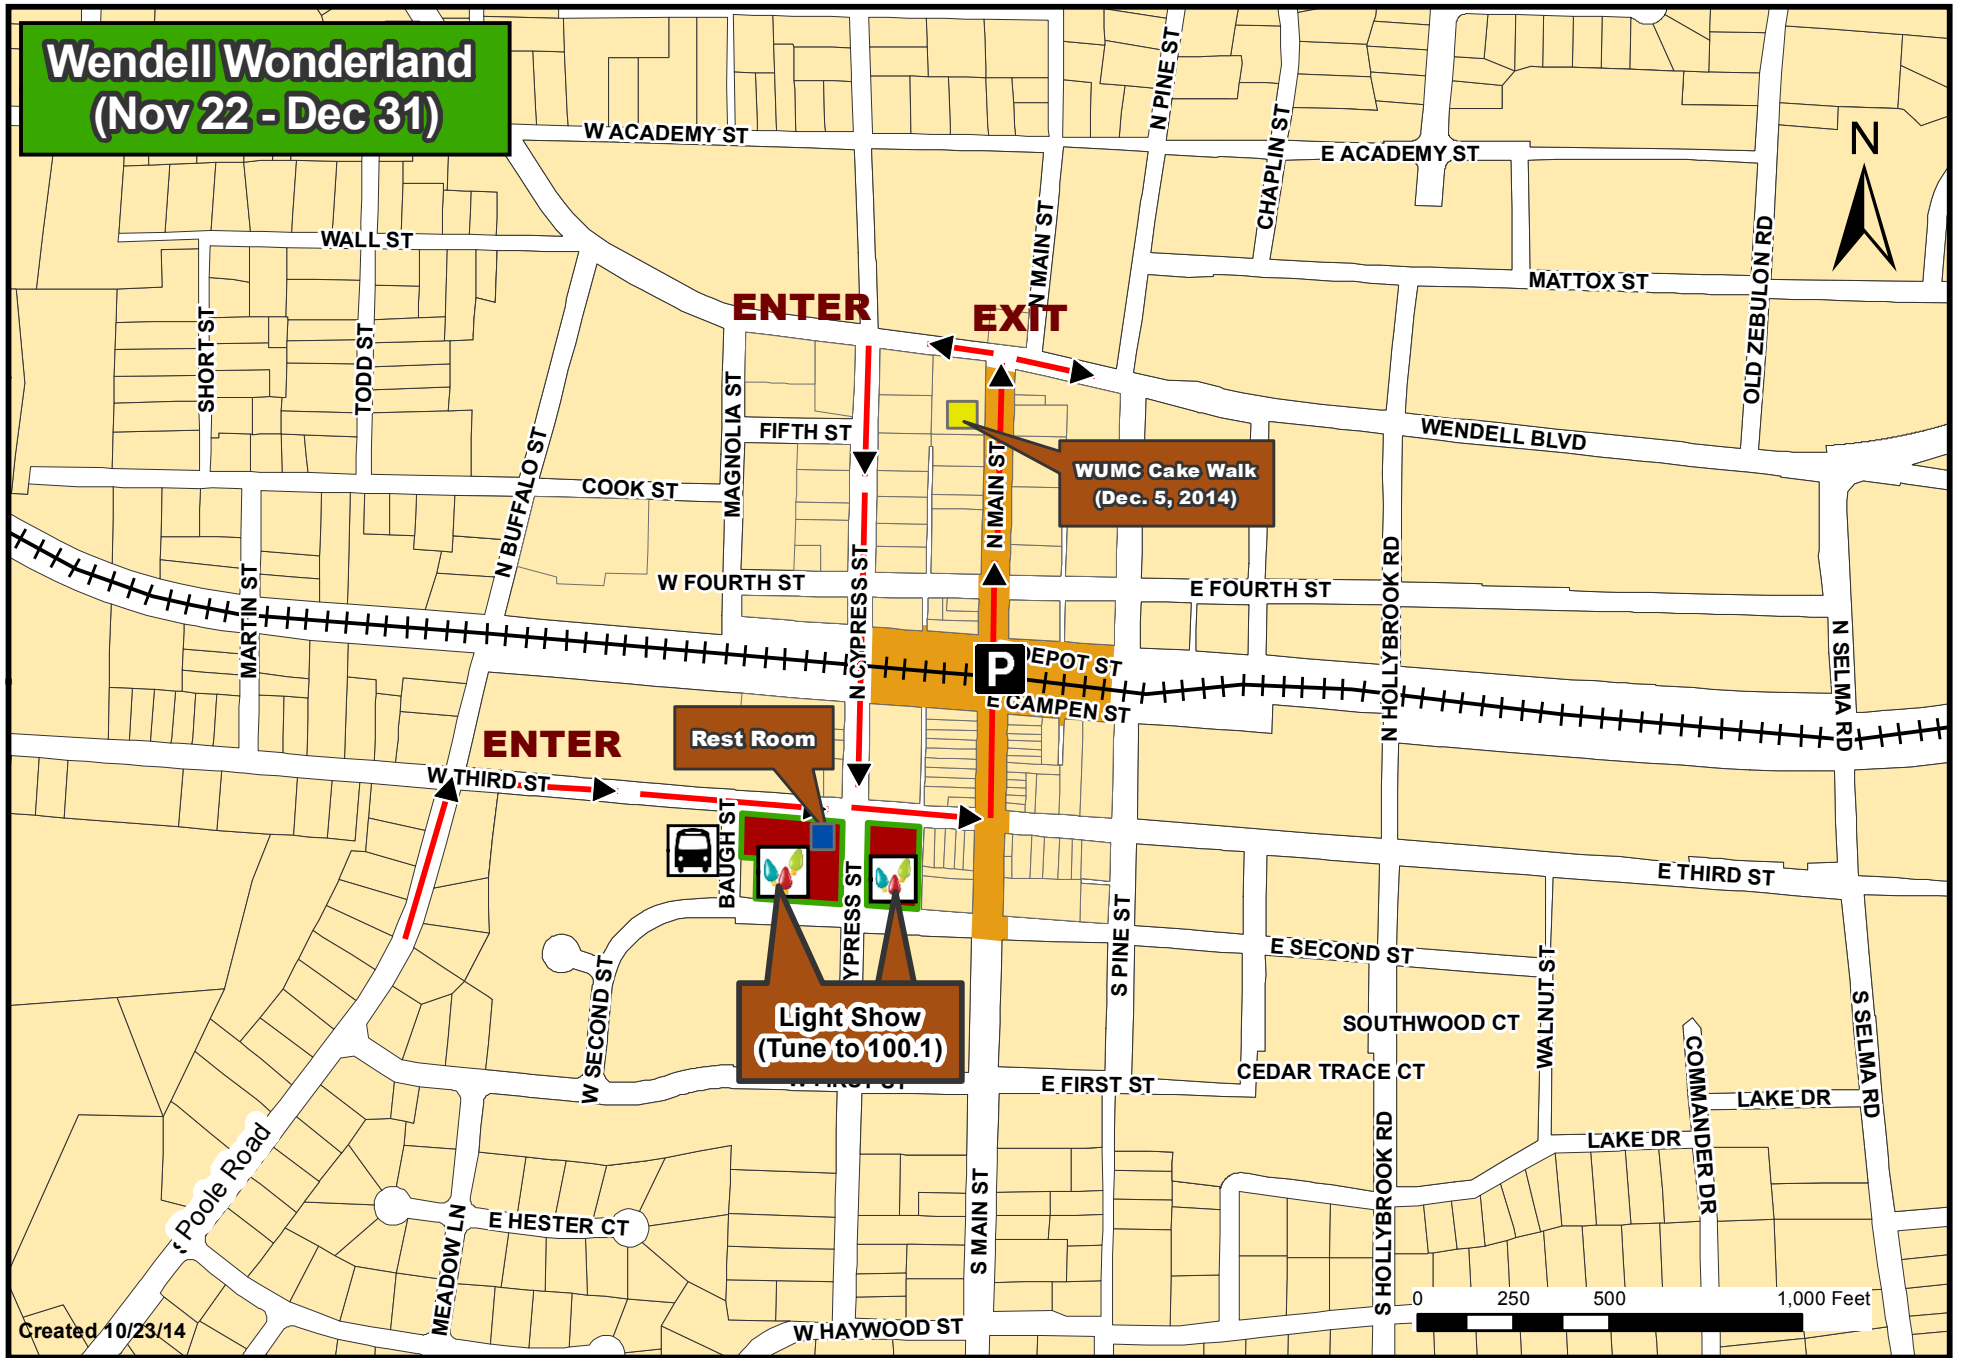 Wendell Wonderland
(Nov 22 - Dec 31)
W ACADEMY ST
N PINE ST
CHAPLIN ST
E ACADEMY ST
N
WALL ST
N MAIN ST
MATTOX ST
OLD ZEBULON RD
ENTER
EXIT
SHORT ST
TODD ST
MAGNOLIA ST
FIFTH ST
WENDELL BLVD
N BUFFALO ST
COOK ST
N MAIN ST
WUMC Cake Walk
(Dec. 5, 2014)
MARTIN ST
W FOURTH ST
N CYPRESS ST
E FOURTH ST
N HOLLYBROOK RD
N SELMA RD
P
DEPOT ST
E CAMPEN ST
Rest Room
ENTER
W THIRD ST
BAUGH ST
YPRESS ST
E THIRD ST
S PINE ST
E SECOND ST
W SECOND ST
WALNUT ST
Light Show
(Tune to 100.1)
SOUTHWOOD CT
S SELMA RD
W FIRST ST
E FIRST ST
CEDAR TRACE CT
COMMANDER DR
LAKE DR
LAKE DR
S Poole Road
MEADOW LN
E HESTER CT
S MAIN ST
S HOLLYBROOK RD
0 250 500 1,000 Feet
W HAYWOOD ST
Created 10/23/14